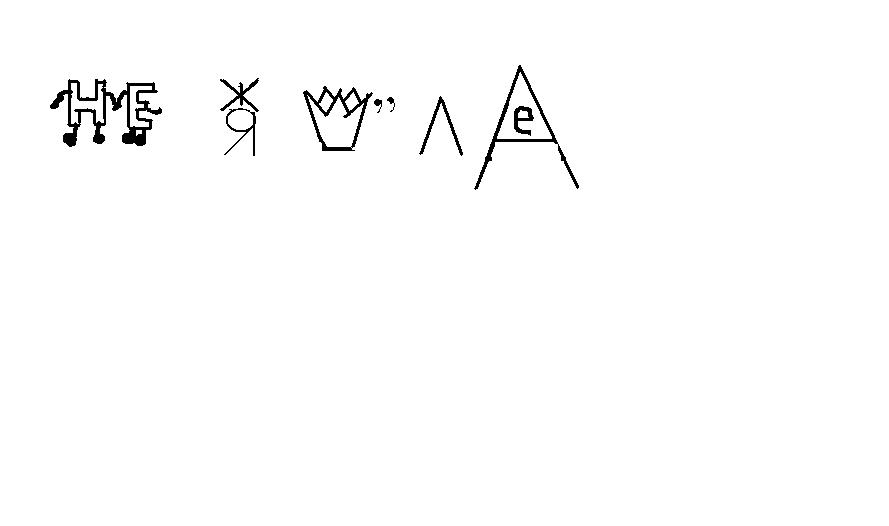 НЕ Ж Я ,, Л А е